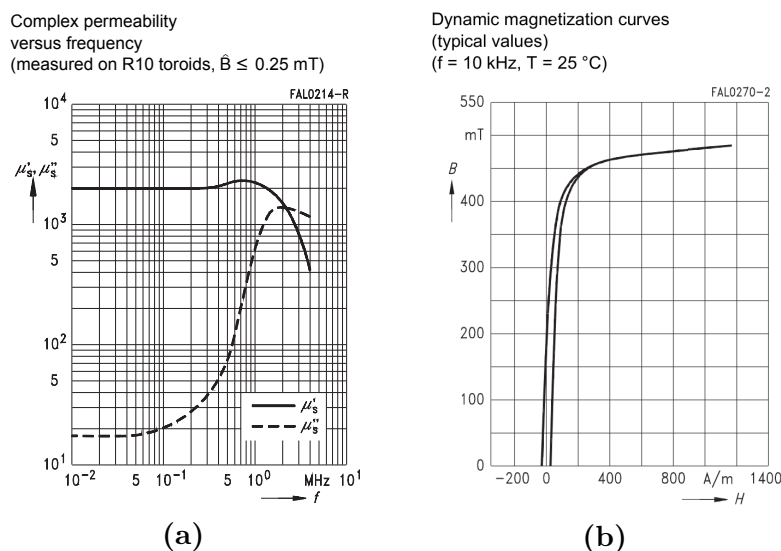 Complex permeability
versus frequency
(measured on R10 toroids, B̂ ≤ 0.25 mT)
FAL0214-R
10⁴
5
μ's, μ"s
10³
5
10²
5
10¹
μ's
μ"s
10⁻² 5 10⁻¹ 5 10⁰ MHz 10¹
f
(a)
Dynamic magnetization curves
(typical values)
(f = 10 kHz, T = 25 °C)
FAL0270-2
550
mT
B
400
300
200
100
0
−200 0 400 800 A/m 1400
H
(b)